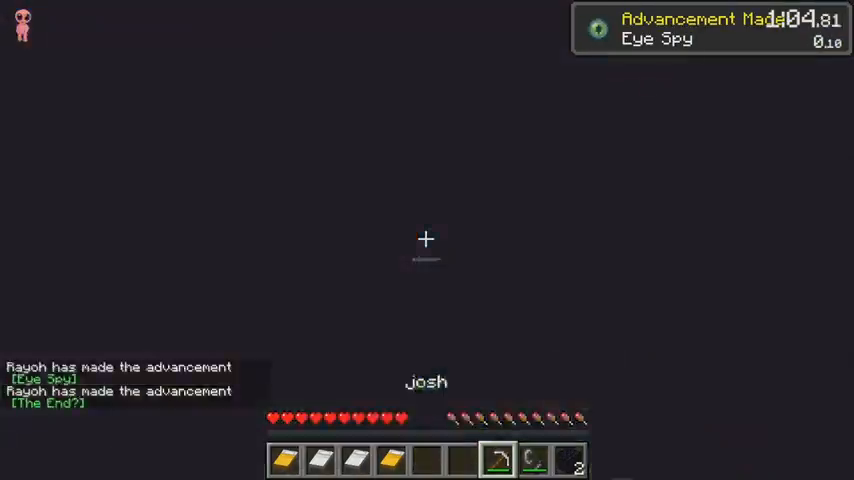 Advancement Made!
1:04.81
Eye Spy
0.10
Rayoh has made the advancement
[Eye Spy]
Rayoh has made the advancement
[The End?]
josh
2